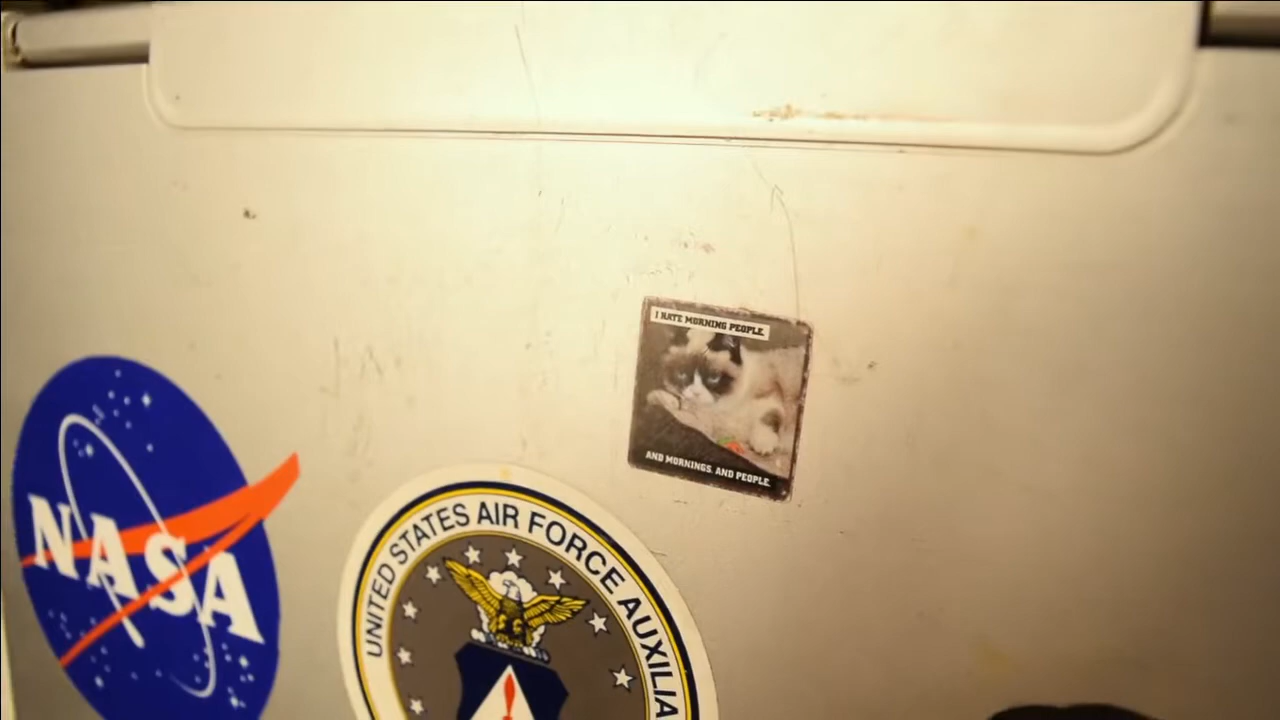 I HATE MORNING PEOPLE.
AND MORNINGS. AND PEOPLE.
NASA
UNITED STATES AIR FORCE AUXILIA